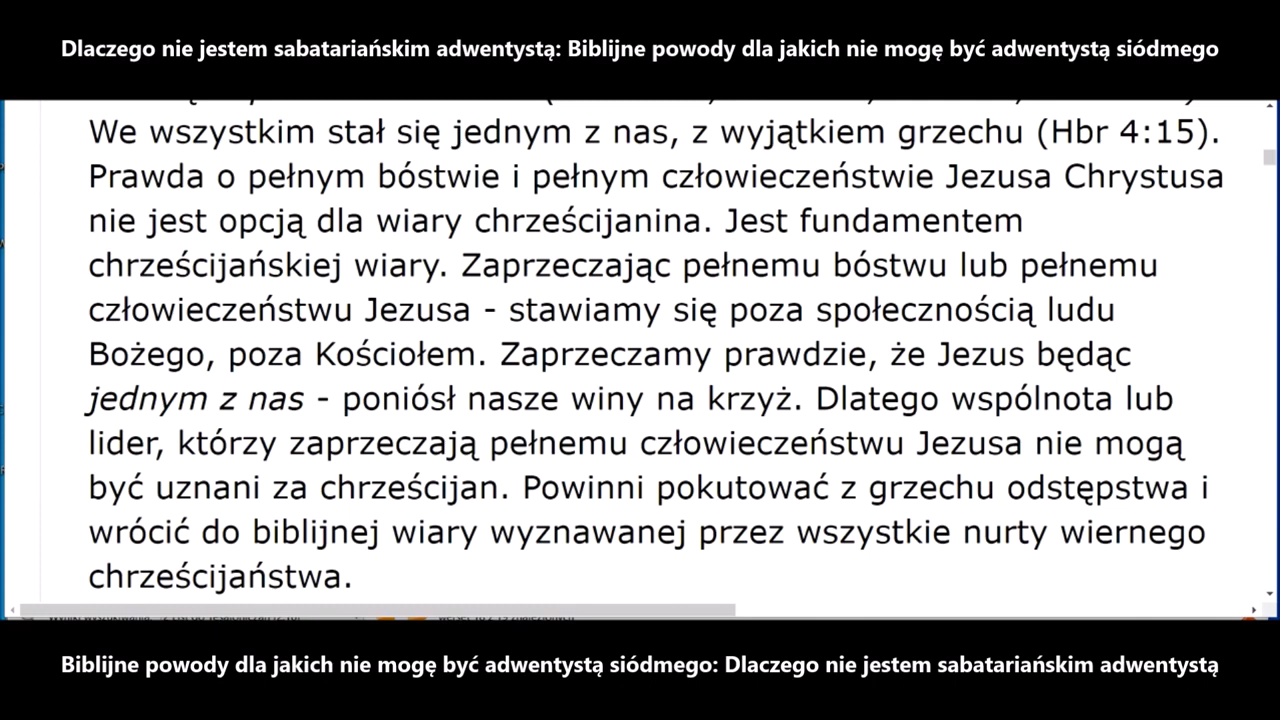 Dlaczego nie jestem sabatariańskim adwentystą: Biblijne powody dla jakich nie mogę być adwentystą siódmego
We wszystkim stał się jednym z nas, z wyjątkiem grzechu (Hbr 4:15).
Prawda o pełnym bóstwie i pełnym człowieczeństwie Jezusa Chrystusa
nie jest opcją dla wiary chrześcijanina. Jest fundamentem
chrześcijańskiej wiary. Zaprzeczając pełnemu bóstwu lub pełnemu
człowieczeństwu Jezusa - stawiamy się poza społecznością ludu
Bożego, poza Kościołem. Zaprzeczamy prawdzie, że Jezus będąc
jednym z nas - poniósł nasze winy na krzyż. Dlatego wspólnota lub
lider, którzy zaprzeczają pełnemu człowieczeństwu Jezusa nie mogą
być uznani za chrześcijan. Powinni pokutować z grzechu odstępstwa i
wrócić do biblijnej wiary wyznawanej przez wszystkie nurty wiernego
chrześcijaństwa.
Biblijne powody dla jakich nie mogę być adwentystą siódmego: Dlaczego nie jestem sabatariańskim adwentystą